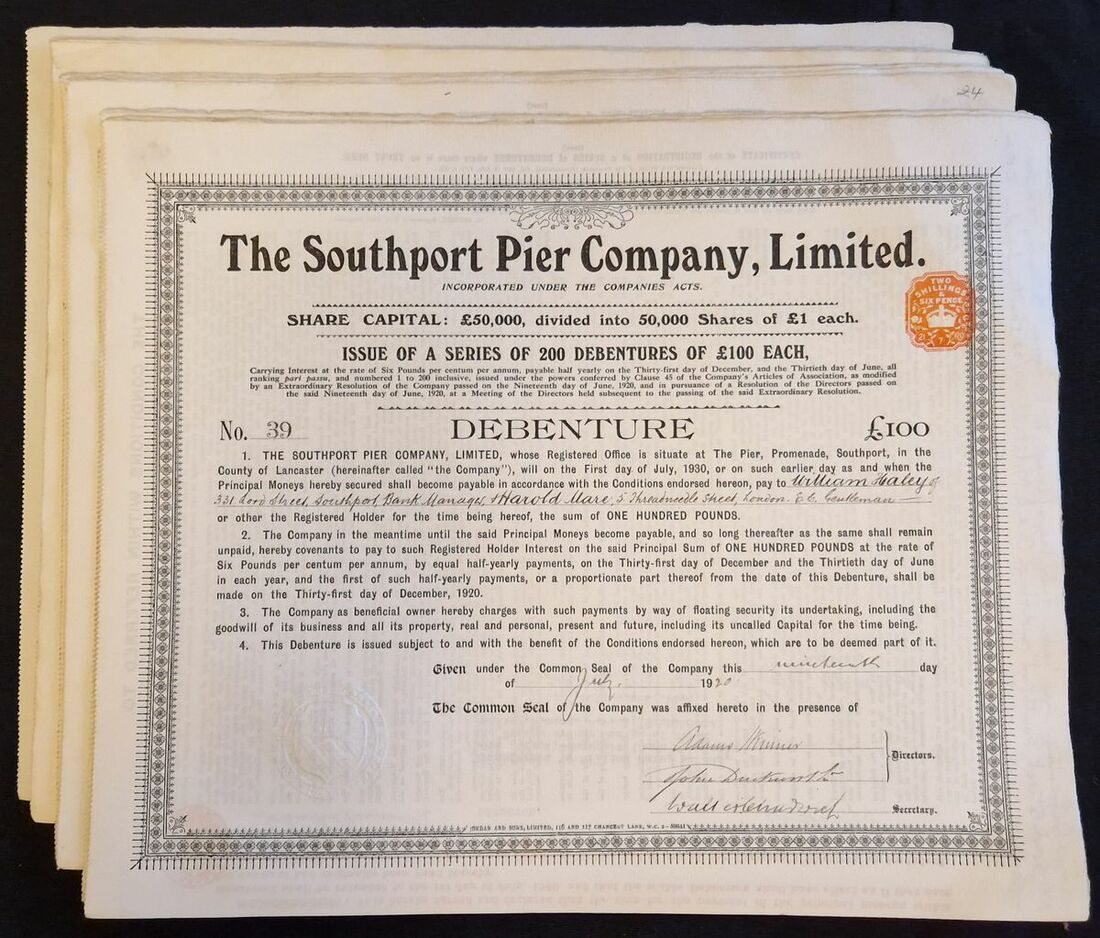 24
The Southport Pier Company, Limited.
INCORPORATED UNDER THE COMPANIES ACTS.
TWO
SHILLINGS
&
SIX PENCE
SHARE CAPITAL: £50,000, divided into 50,000 Shares of £1 each.
ISSUE OF A SERIES OF 200 DEBENTURES OF £100 EACH,
Carrying Interest at the rate of Six Pounds per centum per annum, payable half yearly on the Thirty-first day of December, and the Thirtieth day of June, all
ranking pari passu, and numbered 1 to 200 inclusive, issued under the powers conferred by Clause 45 of the Company's Articles of Association, as modified
by an Extraordinary Resolution of the Company passed on the Nineteenth day of June, 1920, and in pursuance of a Resolution of the Directors passed on
the said Nineteenth day of June, 1920, at a Meeting of the Directors held subsequent to the passing of the said Extraordinary Resolution.
No. 39 DEBENTURE £100
1. THE SOUTHPORT PIER COMPANY, LIMITED, whose Registered Office is situate at The Pier, Promenade, Southport, in the
County of Lancaster (hereinafter called "the Company"), will on the First day of July, 1930, or on such earlier day as and when the
Principal Moneys hereby secured shall become payable in accordance with the Conditions endorsed hereon, pay to William Haley of
331 Lord Street, Southport, Bank Manager, & Harold Mare, 5 Threadneedle Street, London. E.C. Gentleman
or other the Registered Holder for the time being hereof, the sum of ONE HUNDRED POUNDS.
2. The Company in the meantime until the said Principal Moneys become payable, and so long thereafter as the same shall remain
unpaid, hereby covenants to pay to such Registered Holder Interest on the said Principal Sum of ONE HUNDRED POUNDS at the rate of
Six Pounds per centum per annum, by equal half-yearly payments, on the Thirty-first day of December and the Thirtieth day of June
in each year, and the first of such half-yearly payments, or a proportionate part thereof from the date of this Debenture, shall be
made on the Thirty-first day of December, 1920.
3. The Company as beneficial owner hereby charges with such payments by way of floating security its undertaking, including the
goodwill of its business and all its property, real and personal, present and future, including its uncalled Capital for the time being.
4. This Debenture is issued subject to and with the benefit of the Conditions endorsed hereon, which are to be deemed part of it.
Given under the Common Seal of the Company this nineteenth day
of July. 1920.
The Common Seal of the Company was affixed hereto in the presence of
Directors.
John Duckworth
Secretary.
JORDAN AND SONS, LIMITED, 116 AND 117 CHANCERY LANE, W.C. 2